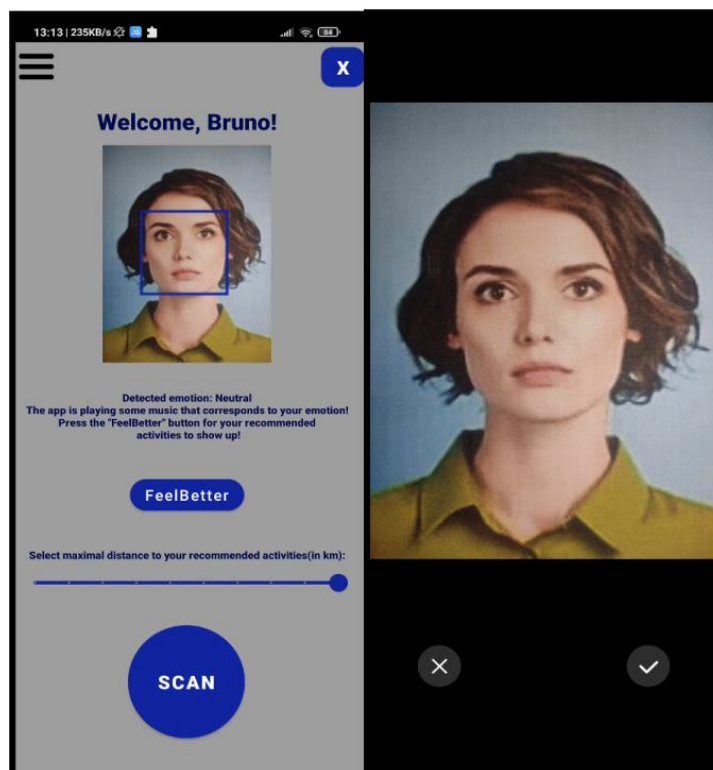 13:13 | 235KB/s
84
X
Welcome, Bruno!
Detected emotion: Neutral
The app is playing some music that corresponds to your emotion!
Press the "FeelBetter" button for your recommended
activities to show up!
FeelBetter
Select maximal distance to your recommended activities(in km):
SCAN